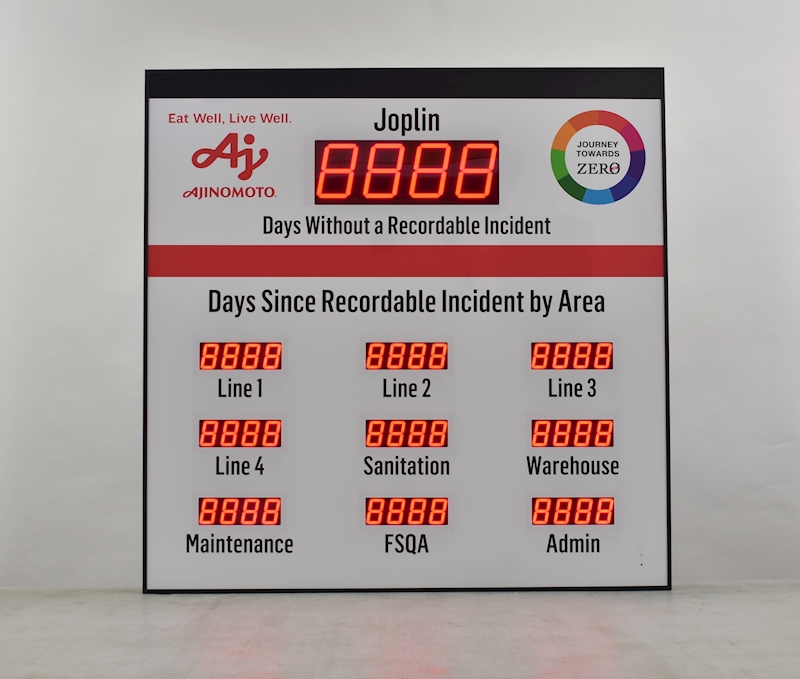 Eat Well, Live Well.
Aj
AJINOMOTO
Joplin
8888
Days Without a Recordable Incident
JOURNEY
TOWARDS
ZERO
Days Since Recordable Incident by Area
8888 8888 8888
Line 1 Line 2 Line 3
8888 8888 8888
Line 4 Sanitation Warehouse
8888 8888 8888
Maintenance FSQA Admin